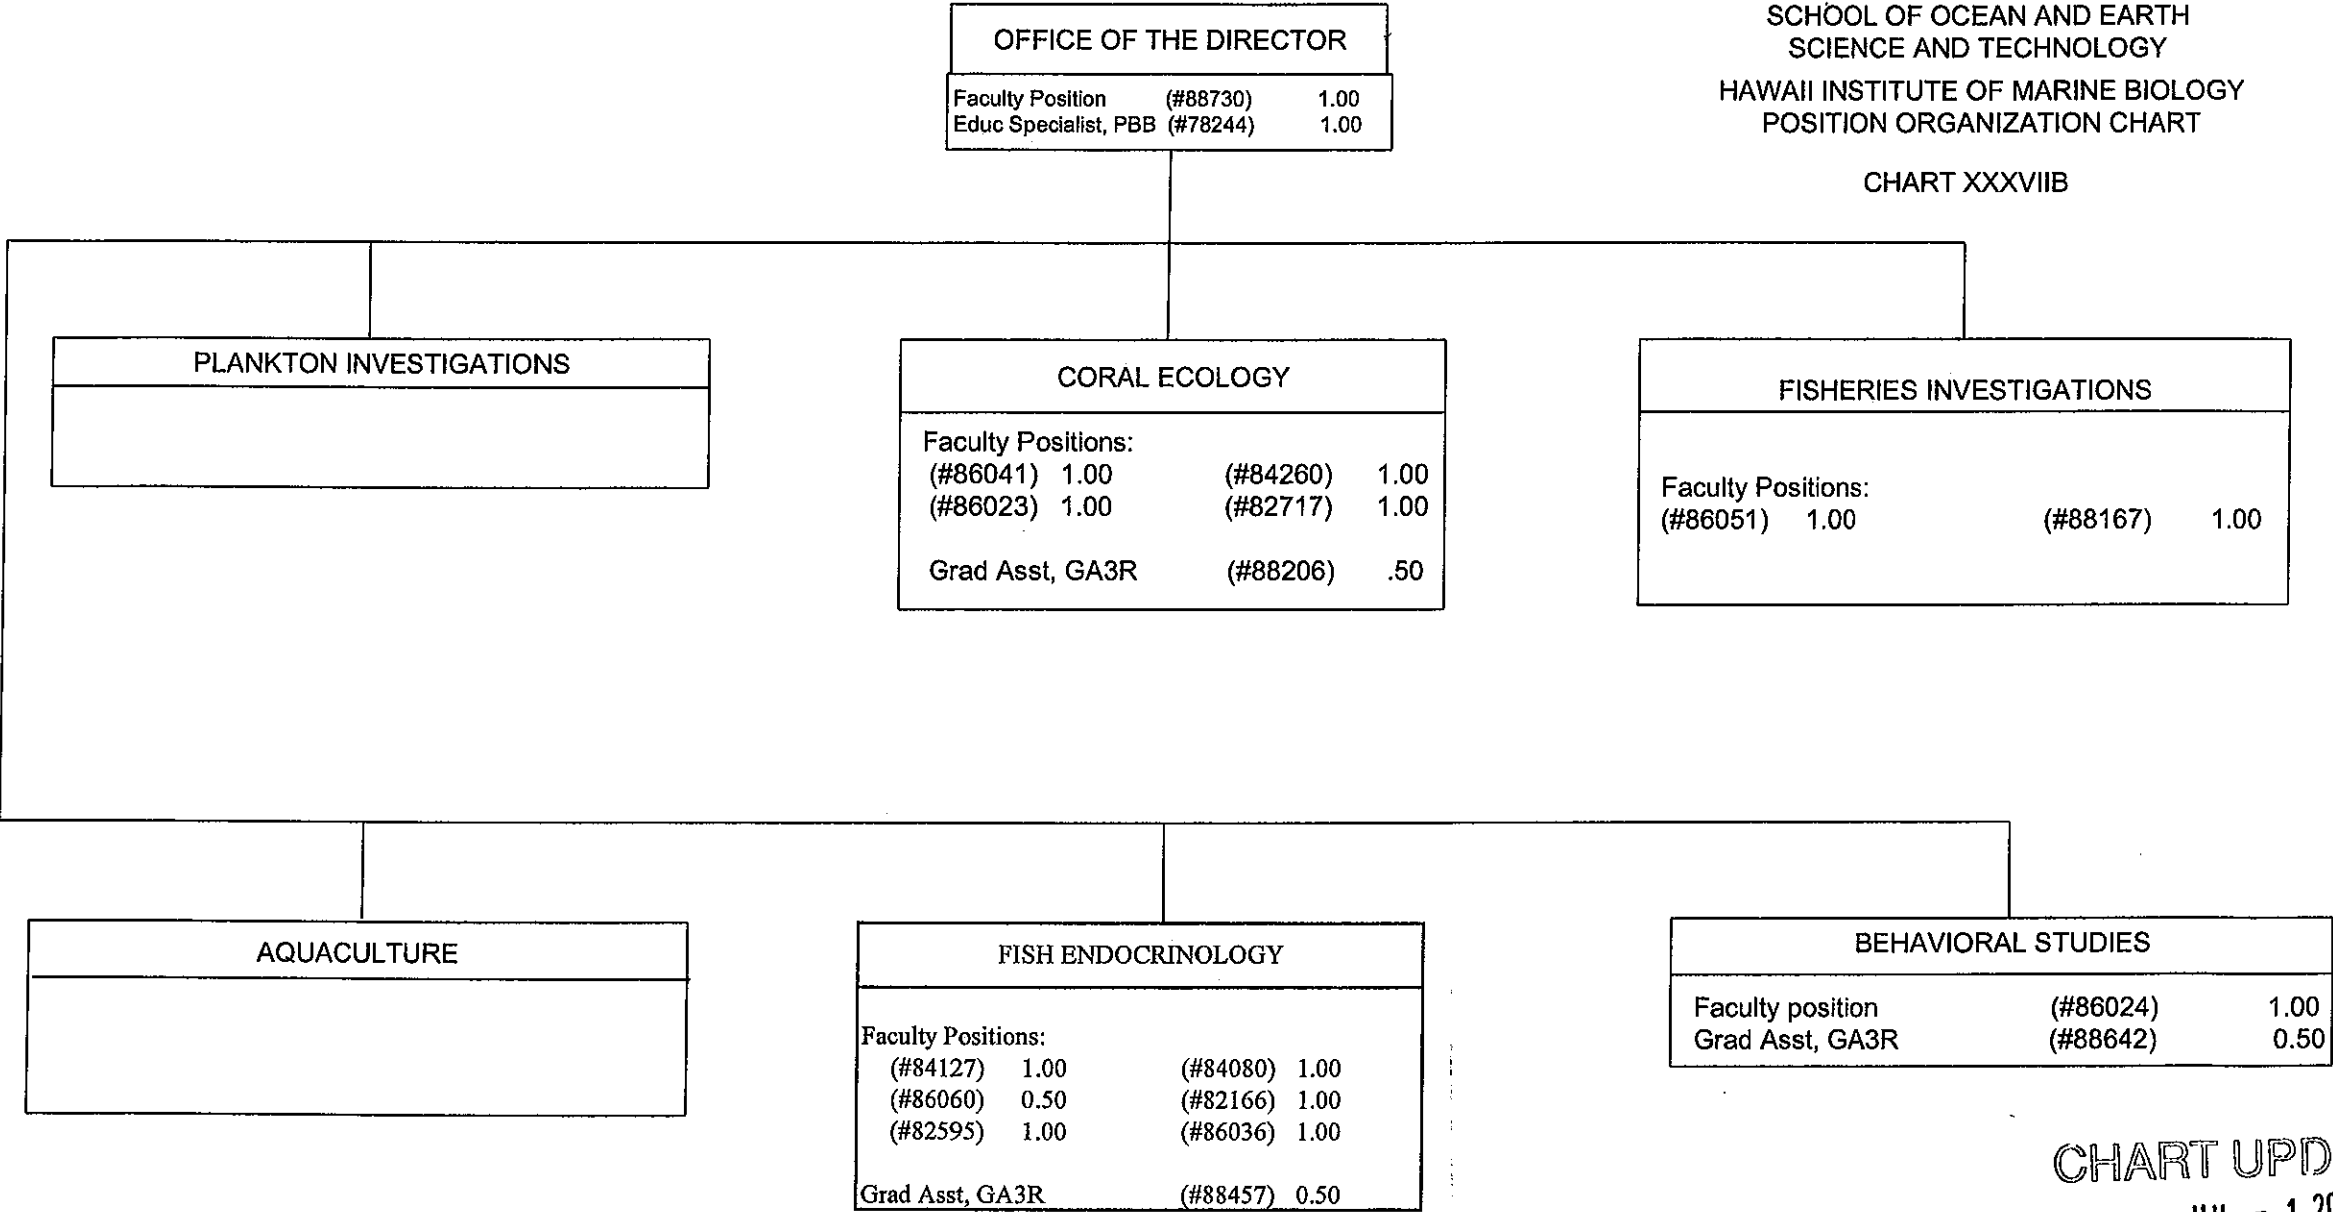 OFFICE OF THE DIRECTOR
Faculty Position (#88730) 1.00
Educ Specialist, PBB (#78244) 1.00
SCHOOL OF OCEAN AND EARTH
SCIENCE AND TECHNOLOGY
HAWAII INSTITUTE OF MARINE BIOLOGY
POSITION ORGANIZATION CHART
CHART XXXVIIB
PLANKTON INVESTIGATIONS
CORAL ECOLOGY
Faculty Positions:
(#86041) 1.00 (#84260) 1.00
(#86023) 1.00 (#82717) 1.00
Grad Asst, GA3R (#88206) .50
FISHERIES INVESTIGATIONS
Faculty Positions:
(#86051) 1.00 (#88167) 1.00
AQUACULTURE
FISH ENDOCRINOLOGY
Faculty Positions:
(#84127) 1.00 (#84080) 1.00
(#86060) 0.50 (#82166) 1.00
(#82595) 1.00 (#86036) 1.00
Grad Asst, GA3R (#88457) 0.50
BEHAVIORAL STUDIES
Faculty position (#86024) 1.00
Grad Asst, GA3R (#88642) 0.50
CHART UPD